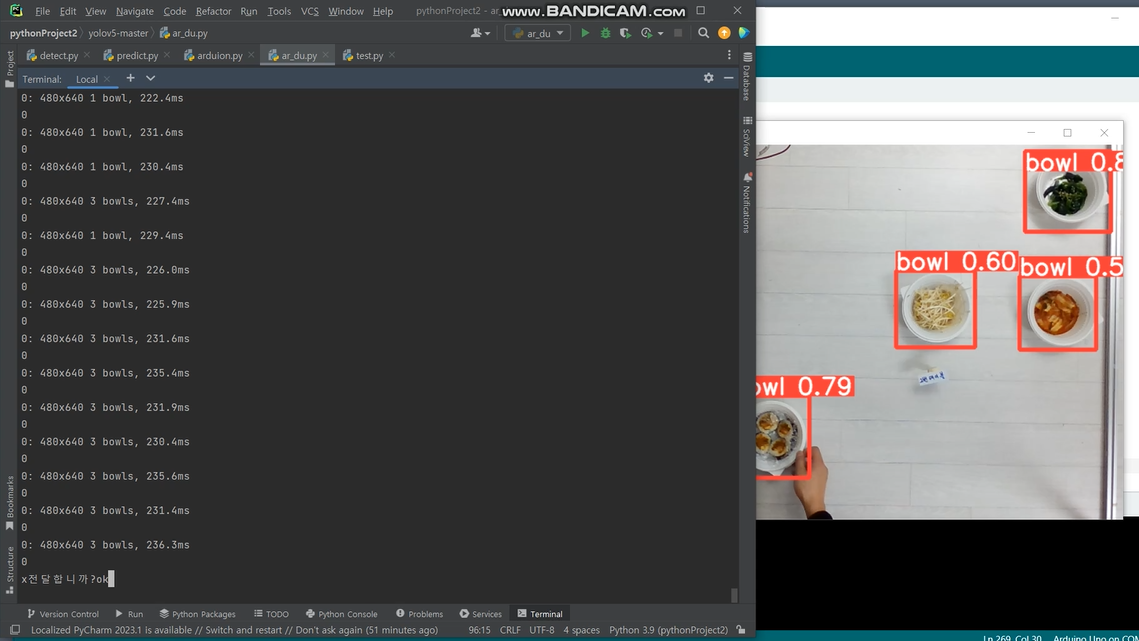 File Edit View Navigate Code Refactor Run Tools VCS Window Help pythonProject2 - ar_ www.BANDICAM.com
pythonProject2 yolov5-master ar_du.py ar_du
detect.py predict.py arduion.py ar_du.py test.py
Terminal: Local
0: 480x640 1 bowl, 222.4ms
0
0: 480x640 1 bowl, 231.6ms
0
0: 480x640 1 bowl, 230.4ms
0
0: 480x640 3 bowls, 227.4ms
0
0: 480x640 1 bowl, 229.4ms
0
0: 480x640 3 bowls, 226.0ms
0
0: 480x640 3 bowls, 225.9ms
0
0: 480x640 3 bowls, 231.6ms
0
0: 480x640 3 bowls, 235.4ms
0
0: 480x640 3 bowls, 231.9ms
0
0: 480x640 3 bowls, 230.4ms
0
0: 480x640 3 bowls, 235.6ms
0
0: 480x640 3 bowls, 231.4ms
0
0: 480x640 3 bowls, 236.3ms
0
x전달합니까?ok
Project
Bookmarks
Structure
Database
SciView
Notifications
bowl 0.8
bowl 0.60
bowl 0.5
owl 0.79
Version Control Run Python Packages TODO Python Console Problems Services Terminal
Localized PyCharm 2023.1 is available // Switch and restart // Don't ask again (51 minutes ago) 96:15 CRLF UTF-8 4 spaces Python 3.9 (pythonProject2)
Ln 269, Col 30 Arduino Uno on COM